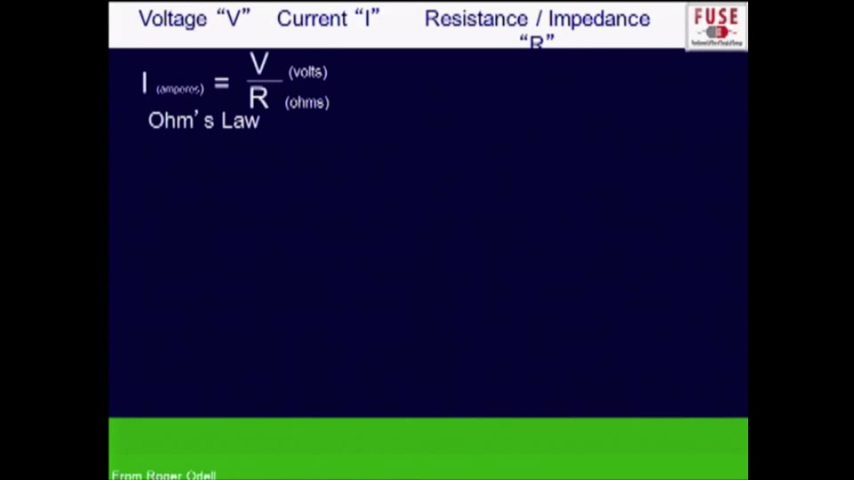 Voltage “V” Current “I” Resistance / Impedance “R”
FUSE
I (amperes) = V (volts)
R (ohms)
Ohm’s Law
From Roger Odell